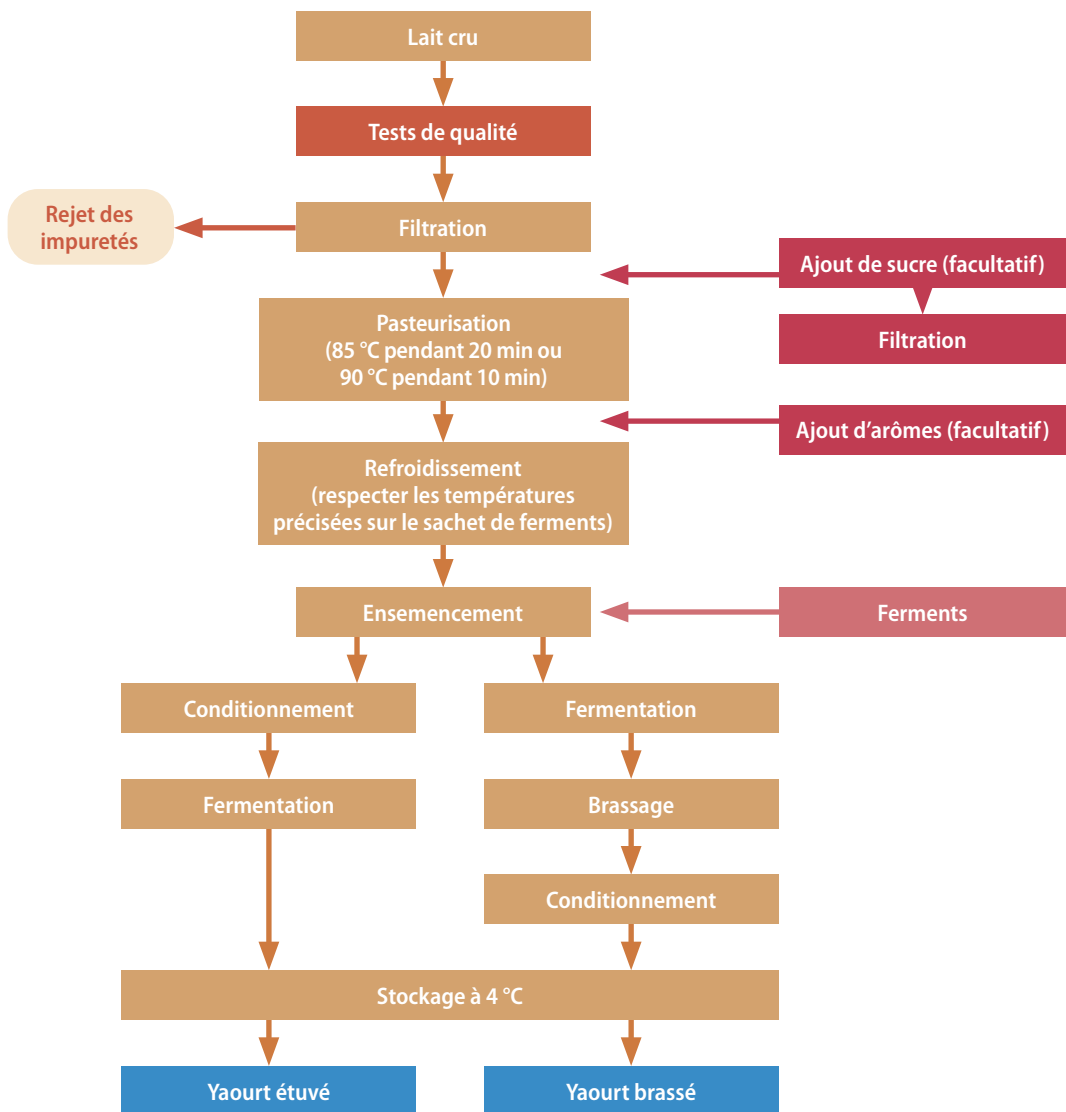 Lait cru
Tests de qualité
Rejet des
impuretés
Filtration
Ajout de sucre (facultatif)
Filtration
Pasteurisation
(85 °C pendant 20 min ou
90 °C pendant 10 min)
Ajout d’arômes (facultatif)
Refroidissement
(respecter les températures
précisées sur le sachet de ferments)
Ensemencement
Ferments
Conditionnement
Fermentation
Fermentation
Brassage
Conditionnement
Stockage à 4 °C
Yaourt étuvé
Yaourt brassé